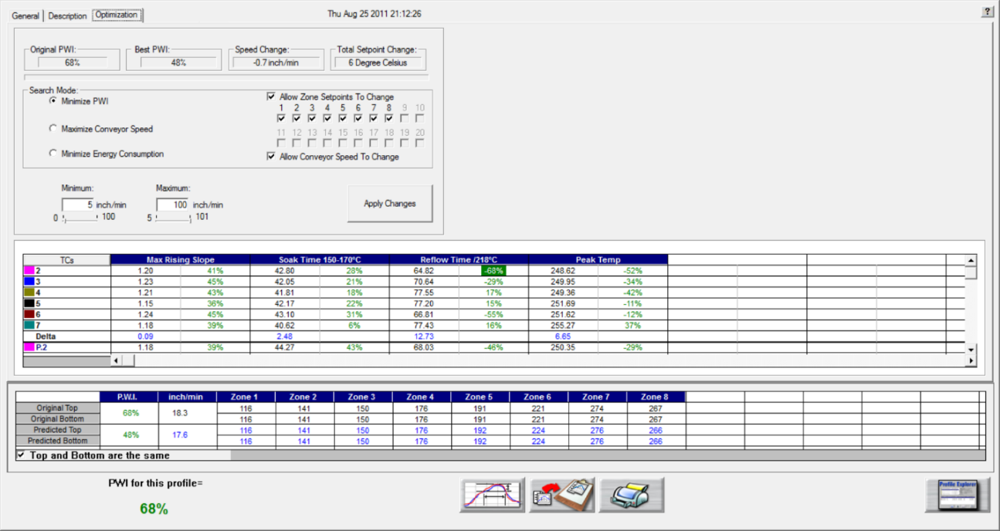 General Description Optimization Thu Aug 25 2011 21:12:26 ?
Original PWI: Best PWI: Speed Change: Total Setpoint Change:
68% 48% -0.7 inch/min 6 Degree Celsius
Search Mode:
Minimize PWI
Maximize Conveyor Speed
Minimize Energy Consumption
Allow Zone Setpoints To Change
1 2 3 4 5 6 7 8 9 10
11 12 13 14 15 16 17 18 19 20
Allow Conveyor Speed To Change
Minimum: Maximum:
5 inch/min 100 inch/min
0 100 5 101
Apply Changes
TCs Max Rising Slope Soak Time 150-170°C Reflow Time /218°C Peak Temp
2 1.20 41% 42.80 28% 64.82 -68% 248.62 -52%
3 1.23 45% 42.05 21% 70.64 -29% 249.95 -34%
4 1.21 43% 41.81 18% 77.55 17% 249.36 -42%
5 1.15 36% 42.17 22% 77.20 15% 251.69 -11%
6 1.24 45% 43.10 31% 66.81 -55% 251.62 -12%
7 1.18 39% 40.62 6% 77.43 16% 255.27 37%
Delta 0.09 2.48 12.73 6.65
P.2 1.18 39% 44.27 43% 68.03 -46% 250.35 -29%
P.W.I. inch/min Zone 1 Zone 2 Zone 3 Zone 4 Zone 5 Zone 6 Zone 7 Zone 8
Original Top 68% 18.3 116 141 150 176 191 221 274 267
Original Bottom 116 141 150 176 191 221 274 267
Predicted Top 48% 17.6 116 141 150 176 192 224 276 266
Predicted Bottom 116 141 150 176 192 224 276 266
Top and Bottom are the same
PWI for this profile=
68%
Profile Explorer